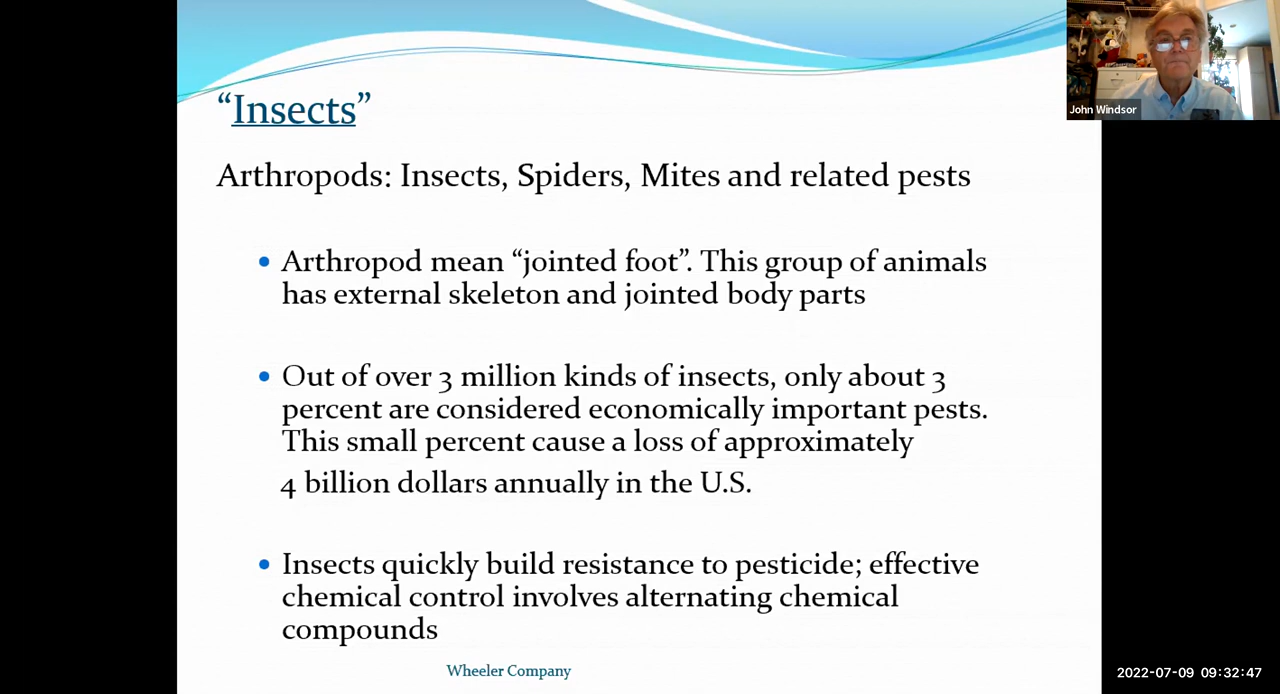 “Insects”
John Windsor
Arthropods: Insects, Spiders, Mites and related pests
• Arthropod mean “jointed foot”. This group of animals
has external skeleton and jointed body parts
• Out of over 3 million kinds of insects, only about 3
percent are considered economically important pests.
This small percent cause a loss of approximately
4 billion dollars annually in the U.S.
• Insects quickly build resistance to pesticide; effective
chemical control involves alternating chemical
compounds
Wheeler Company
2022-07-09 09:32:47